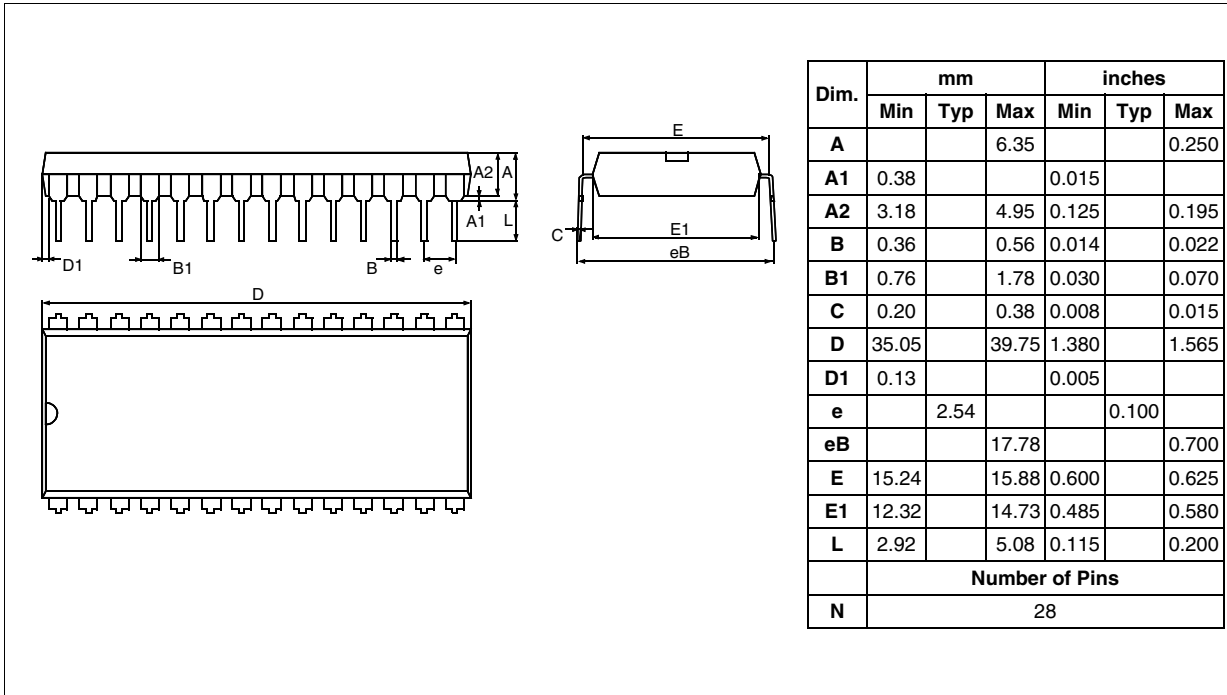 A2 A
A1 L
D1 B1 B e
D
E
C
E1
eB
Dim. mm inches
Min Typ Max Min Typ Max
A 6.35 0.250
A1 0.38 0.015
A2 3.18 4.95 0.125 0.195
B 0.36 0.56 0.014 0.022
B1 0.76 1.78 0.030 0.070
C 0.20 0.38 0.008 0.015
D 35.05 39.75 1.380 1.565
D1 0.13 0.005
e 2.54 0.100
eB 17.78 0.700
E 15.24 15.88 0.600 0.625
E1 12.32 14.73 0.485 0.580
L 2.92 5.08 0.115 0.200
Number of Pins
N 28